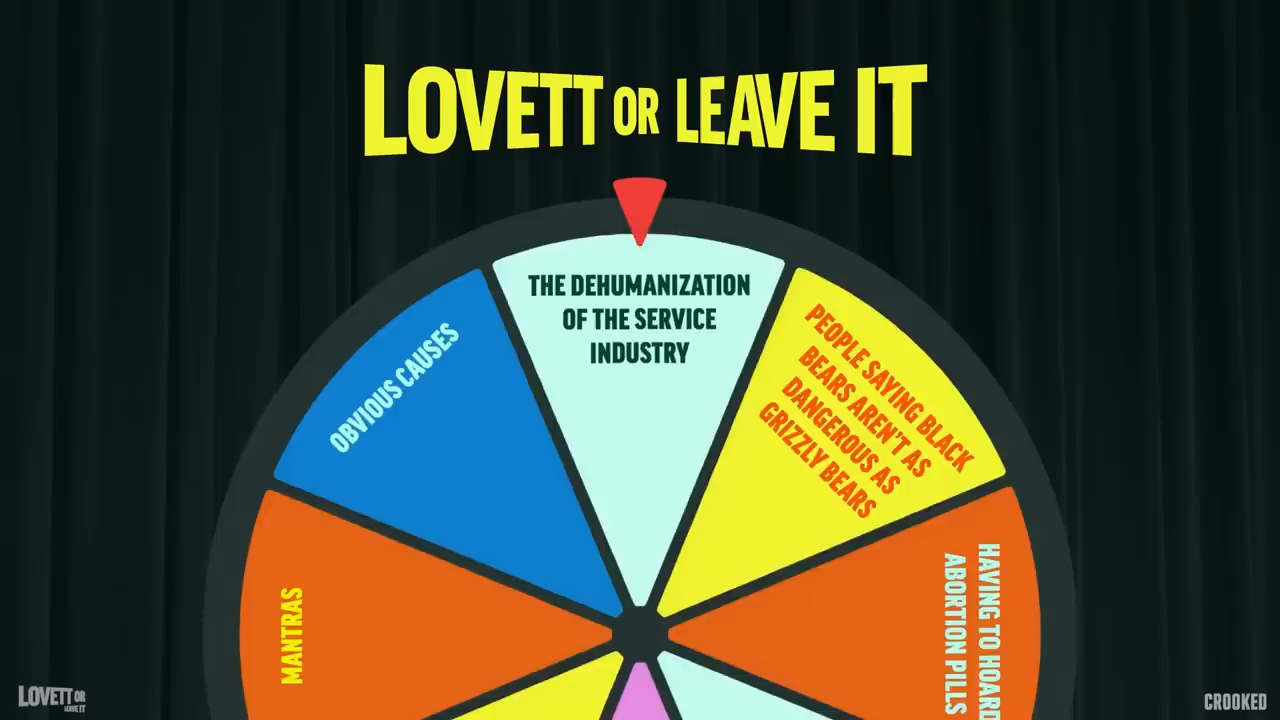 LOVETT OR LEAVE IT
THE DEHUMANIZATION
OF THE SERVICE
INDUSTRY
OBVIOUS CAUSES
PEOPLE SAYING BLACK
BEARS AREN'T AS
DANGEROUS AS
GRIZZLY BEARS
MANTRAS
HAVING TO HOARD
ABORTION PILLS
LOVETT OR
LEAVE IT
CROOKED